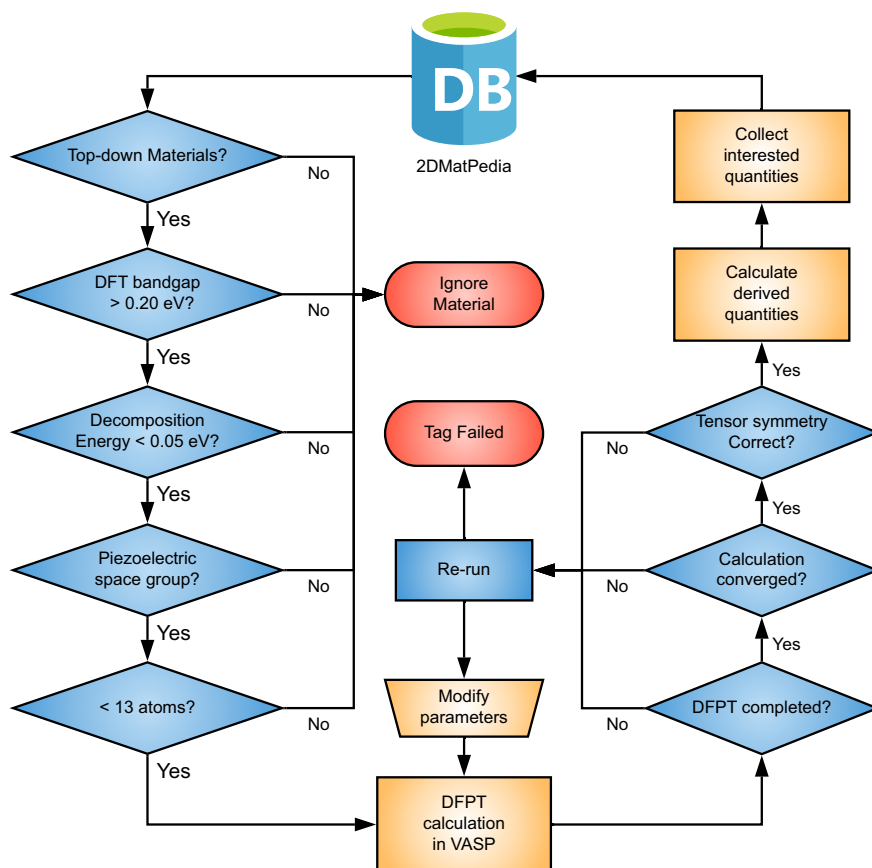 DB
2DMatPedia
Top-down Materials?
No
Yes
DFT bandgap
> 0.20 eV?
No
Yes
Decomposition
Energy < 0.05 eV?
No
Yes
Piezoelectric
space group?
No
Yes
< 13 atoms?
No
Yes
Ignore
Material
Tag Failed
Re-run
Modify
parameters
DFPT
calculation
in VASP
DFPT completed?
No
Yes
Calculation
converged?
No
Yes
Tensor symmetry
Correct?
No
Yes
Calculate
derived
quantities
Collect
interested
quantities